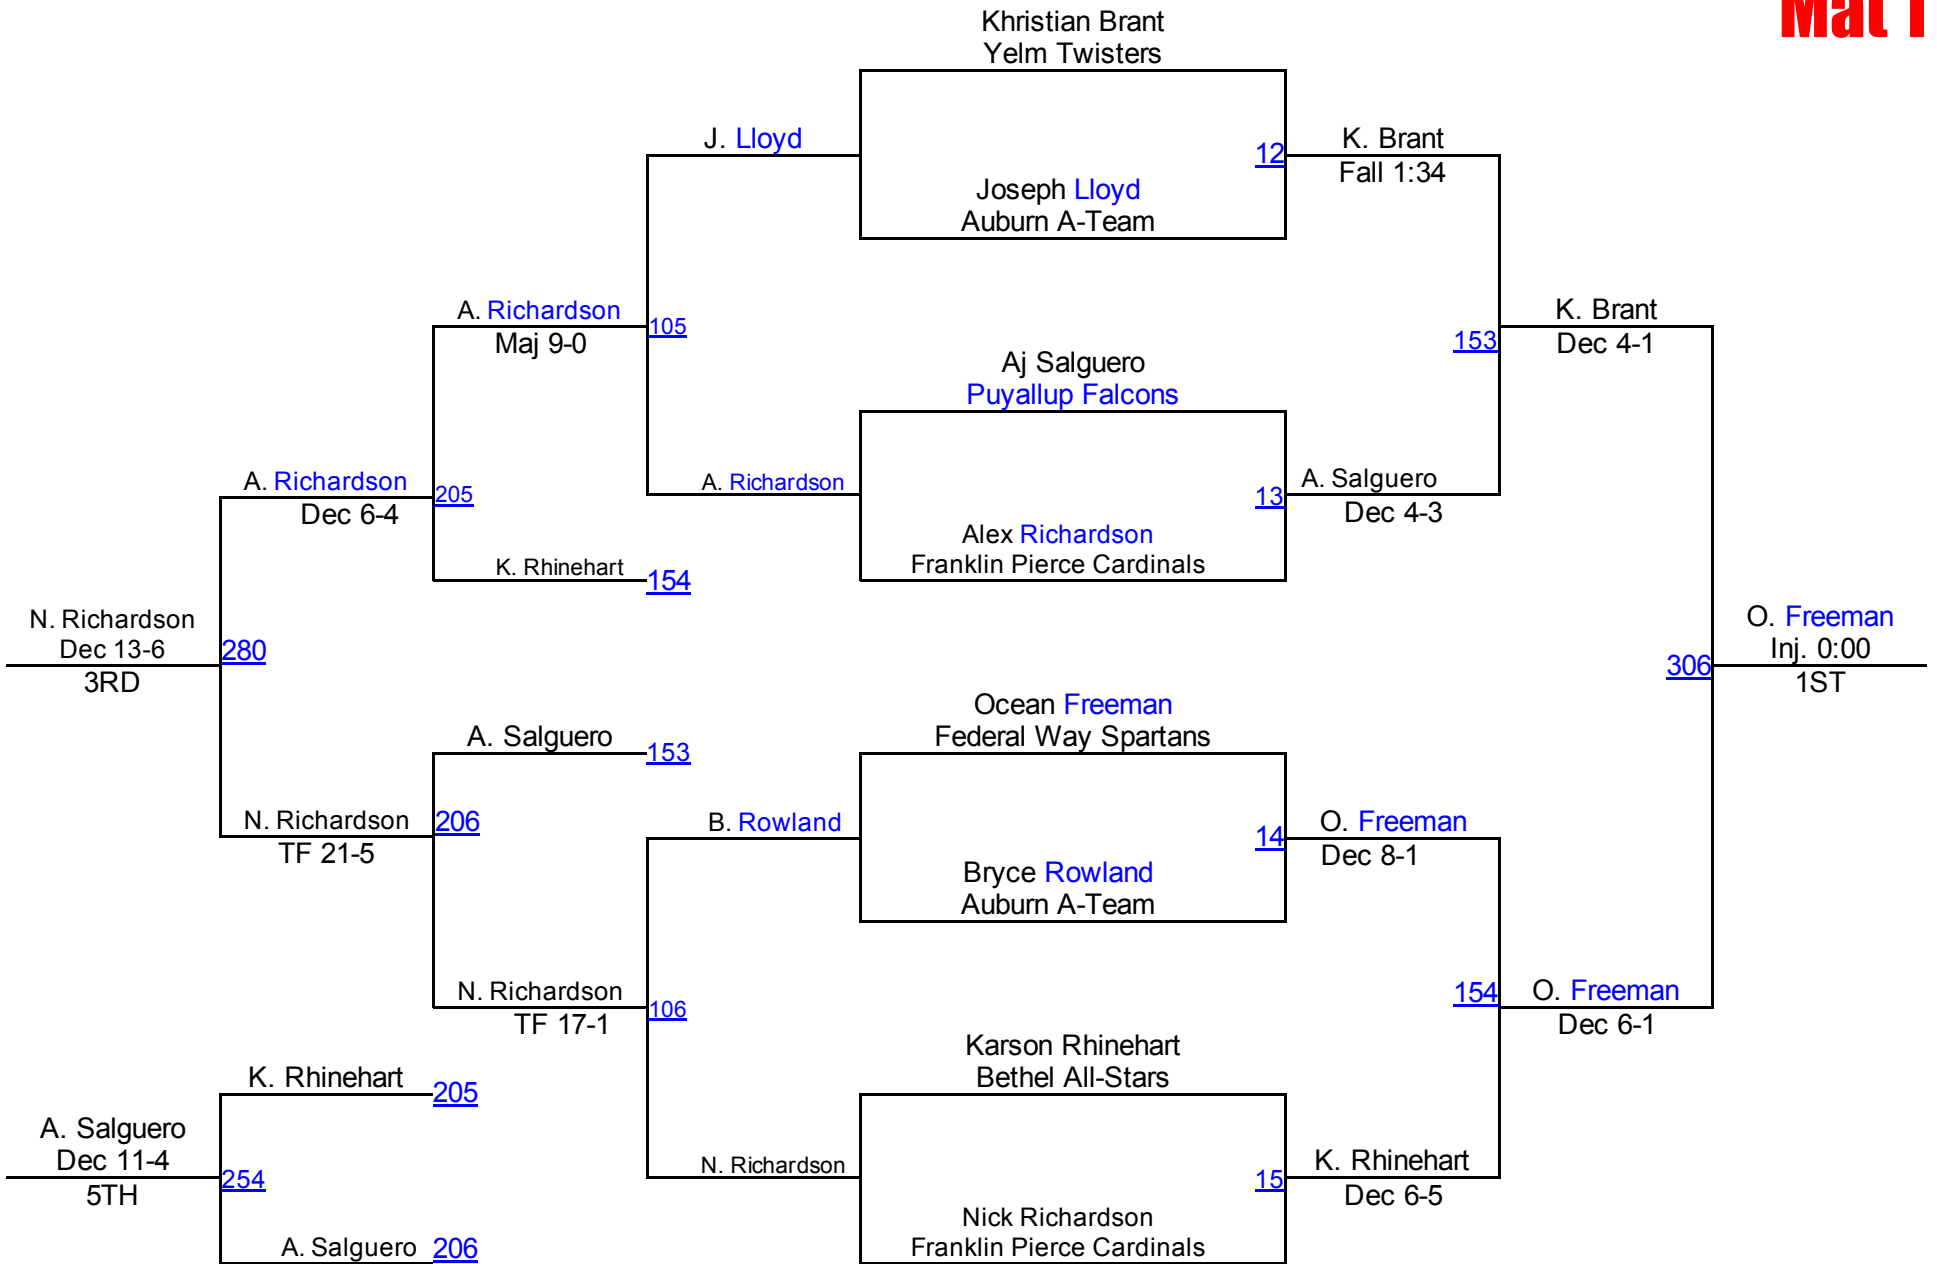 Mat 1
Khristian Brant
Yelm Twisters
J. Lloyd
12
K. Brant
Fall 1:34
Joseph Lloyd
Auburn A-Team
A. Richardson
Maj 9-0
105
K. Brant
Dec 4-1
153
Aj Salguero
Puyallup Falcons
A. Richardson
Dec 6-4
205
A. Richardson
13
A. Salguero
Dec 4-3
Alex Richardson
Franklin Pierce Cardinals
K. Rhinehart
154
N. Richardson
Dec 13-6
3RD
280
O. Freeman
Inj. 0:00
1ST
306
Ocean Freeman
Federal Way Spartans
A. Salguero
153
N. Richardson
TF 21-5
206
B. Rowland
14
O. Freeman
Dec 8-1
Bryce Rowland
Auburn A-Team
N. Richardson
TF 17-1
106
154
O. Freeman
Dec 6-1
Karson Rhinehart
Bethel All-Stars
K. Rhinehart
205
A. Salguero
Dec 11-4
5TH
254
N. Richardson
15
K. Rhinehart
Dec 6-5
Nick Richardson
Franklin Pierce Cardinals
A. Salguero
206